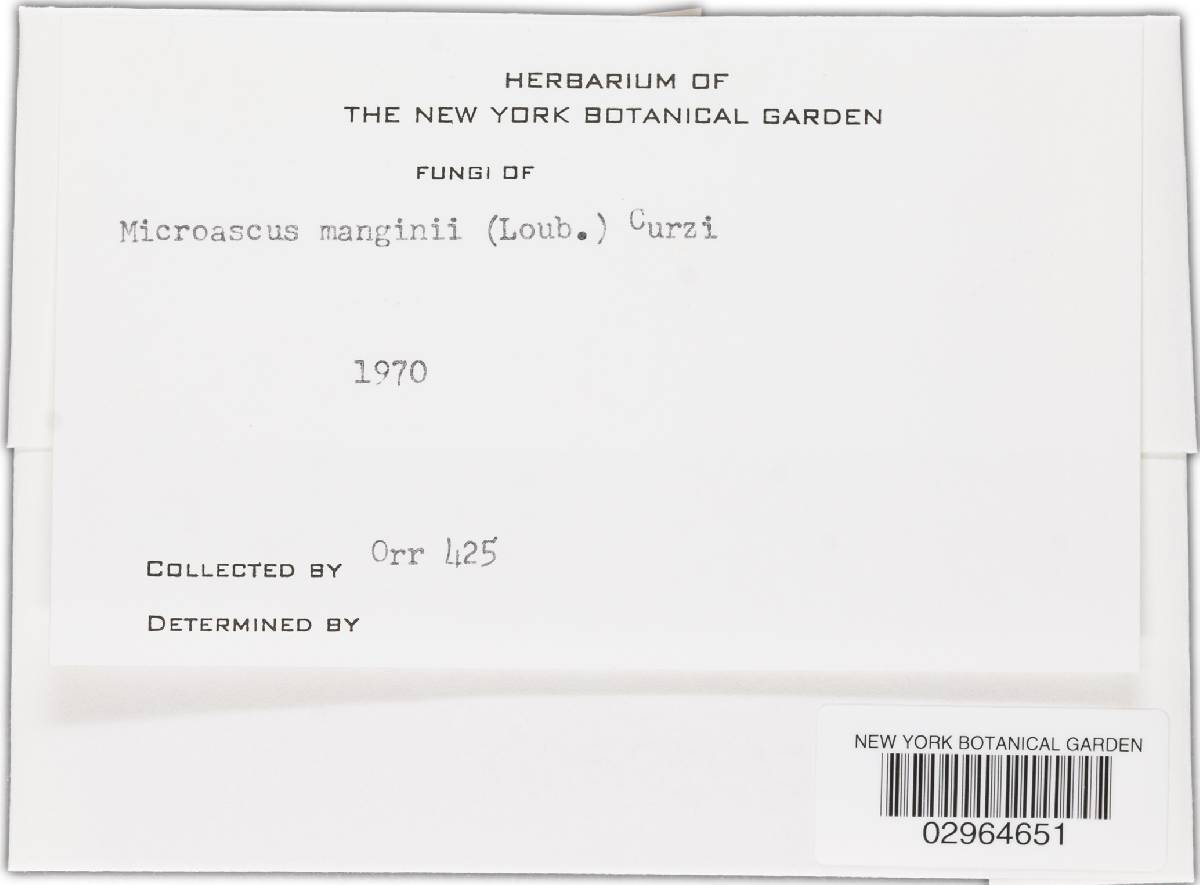 HERBARIUM OF
THE NEW YORK BOTANICAL GARDEN
FUNGI OF
Microascus manginii (Loub.) Curzi
1970
COLLECTED BY Orr 425
DETERMINED BY
NEW YORK BOTANICAL GARDEN
02964651